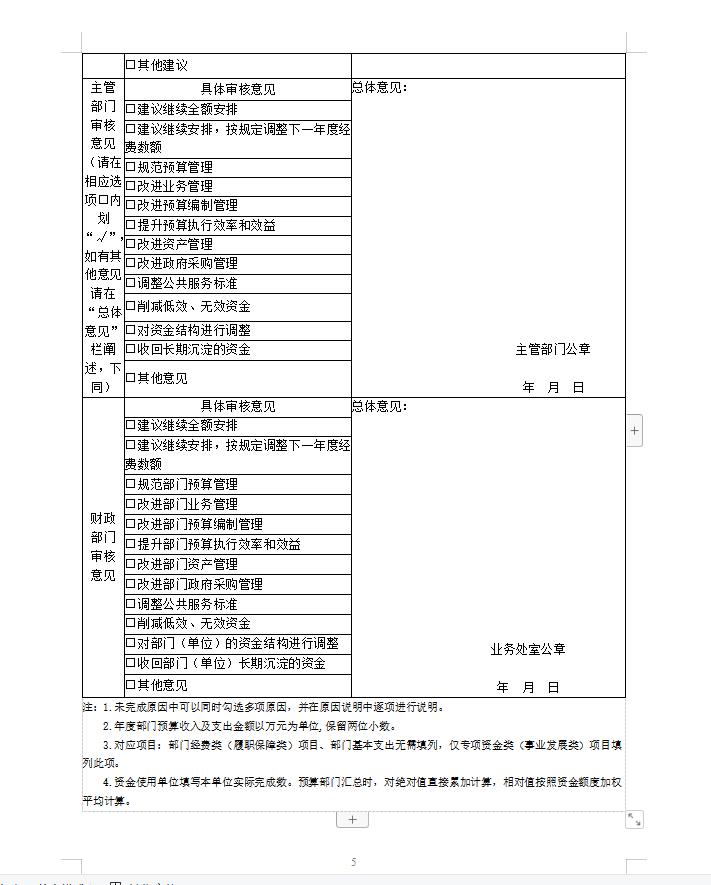 □其他建议
主管
部门
审核
意见
（请在
相应选
项□内
划
“√”，
如有其
他意见
请在
“总体
意见”
栏阐
述，下
同）
具体审核意见
□建议继续全额安排
□建议继续安排，按规定调整下一年度经
费数额
□规范预算管理
□改进业务管理
□改进预算编制管理
□提升预算执行效率和效益
□改进资产管理
□改进政府采购管理
□调整公共服务标准
□削减低效、无效资金
□对资金结构进行调整
□收回长期沉淀的资金
□其他意见
总体意见：
主管部门公章
年 月 日
财政
部门
审核
意见
具体审核意见
□建议继续全额安排
□建议继续安排，按规定调整下一年度经
费数额
□规范部门预算管理
□改进部门业务管理
□改进部门预算编制管理
□提升部门预算执行效率和效益
□改进部门资产管理
□改进部门政府采购管理
□调整公共服务标准
□削减低效、无效资金
□对部门（单位）的资金结构进行调整
□收回部门（单位）长期沉淀的资金
□其他意见
总体意见：
业务处室公章
年 月 日
注：1.未完成原因中可以同时勾选多项原因，并在原因说明中逐项进行说明。
2.年度部门预算收入及支出金额以万元为单位,保留两位小数。
3.对应项目：部门经费类（履职保障类）项目、部门基本支出无需填列，仅专项资金类（事业发展类）项目填
列此项。
4.资金使用单位填写本单位实际完成数。预算部门汇总时，对绝对值直接累加计算，相对值按照资金额度加权
平均计算。
5